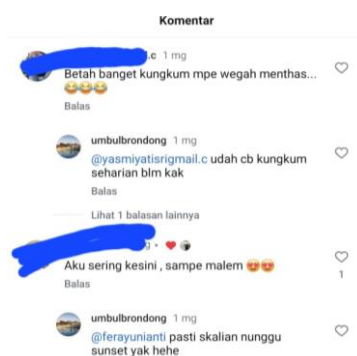 Komentar
.c 1 mg
Betah banget kungkum mpe wegah menthas...
😂😂😂
Balas
umbulbrondong 1 mg
@yasmiyatisrigmail.c udah cb kungkum
seharian blm kak
Balas
Lihat 1 balasan lainnya
g • ❤️
Aku sering kesini , sampe malem 😍😍
1
Balas
umbulbrondong 1 mg
@ferayunianti pasti skalian nunggu
sunset yak hehe